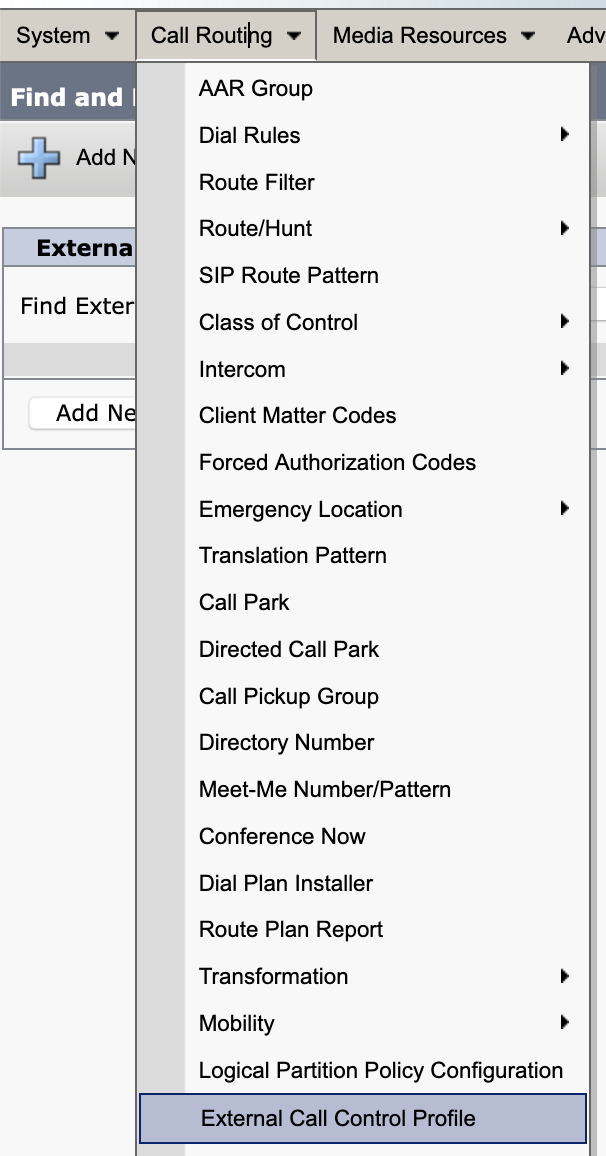 System Call Routing Media Resources Adv
Find and
Add N
Externa
Find Exter
Add Ne
AAR Group
Dial Rules
Route Filter
Route/Hunt
SIP Route Pattern
Class of Control
Intercom
Client Matter Codes
Forced Authorization Codes
Emergency Location
Translation Pattern
Call Park
Directed Call Park
Call Pickup Group
Directory Number
Meet-Me Number/Pattern
Conference Now
Dial Plan Installer
Route Plan Report
Transformation
Mobility
Logical Partition Policy Configuration
External Call Control Profile